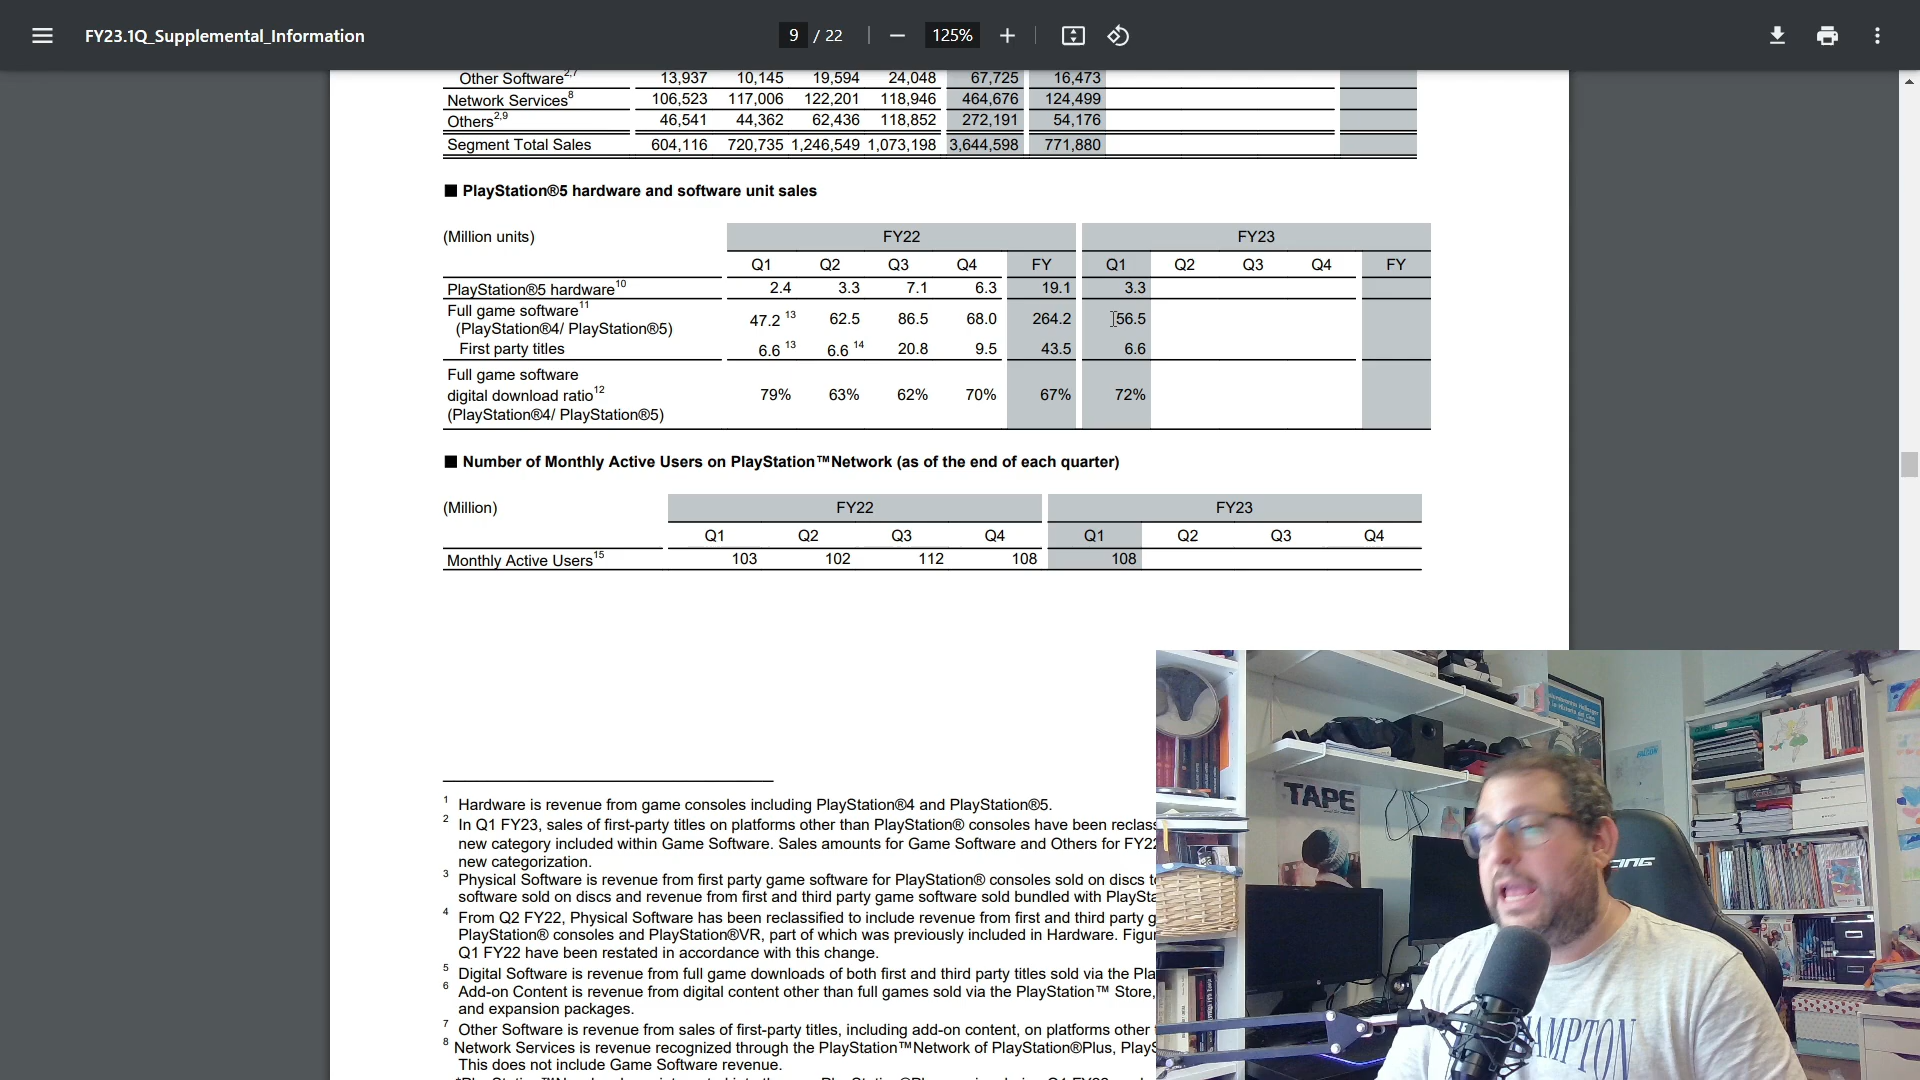 FY23.1Q_Supplemental_Information 9 / 22 125%
Other Software2,7 13,937 10,145 19,594 24,048 67,725 16,473
Network Services8 106,523 117,006 122,201 118,946 464,676 124,499
Others2,9 46,541 44,362 62,436 118,852 272,191 54,176
Segment Total Sales 604,116 720,735 1,246,549 1,073,198 3,644,598 771,880
■ PlayStation®5 hardware and software unit sales
(Million units) FY22 FY23
Q1 Q2 Q3 Q4 FY Q1 Q2 Q3 Q4 FY
PlayStation®5 hardware10 2.4 3.3 7.1 6.3 19.1 3.3
Full game software11
(PlayStation®4/ PlayStation®5) 47.2 13 62.5 86.5 68.0 264.2 56.5
First party titles 6.6 13 6.6 14 20.8 9.5 43.5 6.6
Full game software
digital download ratio12 79% 63% 62% 70% 67% 72%
(PlayStation®4/ PlayStation®5)
■ Number of Monthly Active Users on PlayStation™Network (as of the end of each quarter)
(Million) FY22 FY23
Q1 Q2 Q3 Q4 Q1 Q2 Q3 Q4
Monthly Active Users15 103 102 112 108 108
1 Hardware is revenue from game consoles including PlayStation®4 and PlayStation®5.
2 In Q1 FY23, sales of first-party titles on platforms other than PlayStation® consoles have been reclass
new category included within Game Software. Sales amounts for Game Software and Others for FY22
new categorization.
3 Physical Software is revenue from first party game software for PlayStation® consoles sold on discs t
software sold on discs and revenue from first and third party game software sold bundled with PlaySta
4 From Q2 FY22, Physical Software has been reclassified to include revenue from first and third party g
PlayStation® consoles and PlayStation®VR, part of which was previously included in Hardware. Figur
Q1 FY22 have been restated in accordance with this change.
5 Digital Software is revenue from full game downloads of both first and third party titles sold via the Pla
6 Add-on Content is revenue from digital content other than full games sold via the PlayStation™ Store,
and expansion packages.
7 Other Software is revenue from sales of first-party titles, including add-on content, on platforms other
8 Network Services is revenue recognized through the PlayStation™Network of PlayStation®Plus, PlayS
This does not include Game Software revenue.
TAPE
CING
AMPTON